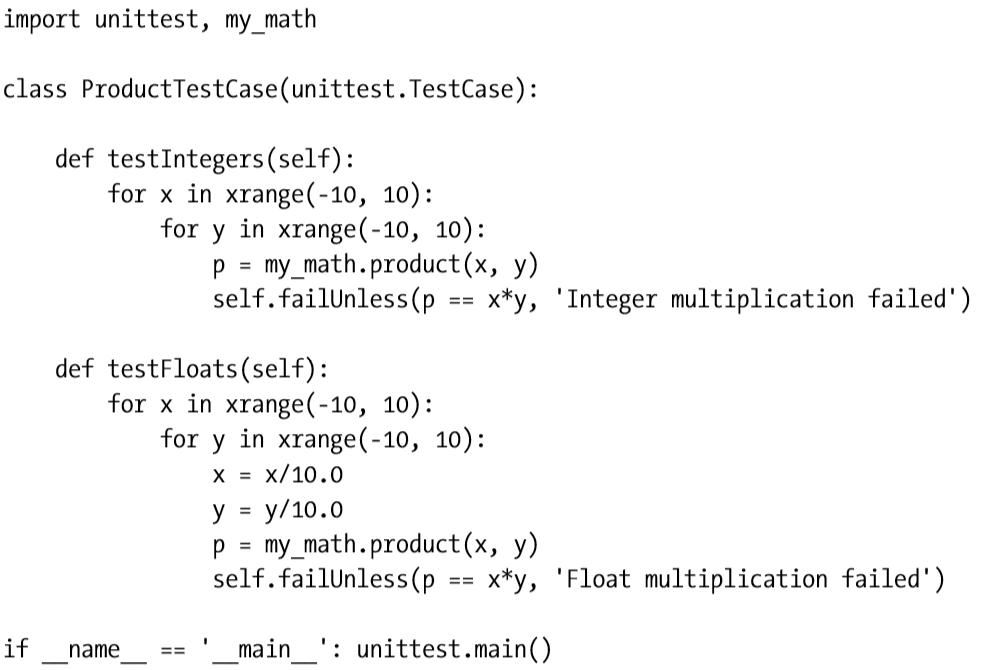 import unittest, my_math

class ProductTestCase(unittest.TestCase):

    def testIntegers(self):
        for x in xrange(-10, 10):
            for y in xrange(-10, 10):
                p = my_math.product(x, y)
                self.failUnless(p == x*y, 'Integer multiplication failed')

    def testFloats(self):
        for x in xrange(-10, 10):
            for y in xrange(-10, 10):
                x = x/10.0
                y = y/10.0
                p = my_math.product(x, y)
                self.failUnless(p == x*y, 'Float multiplication failed')

if __name__ == '__main__': unittest.main()